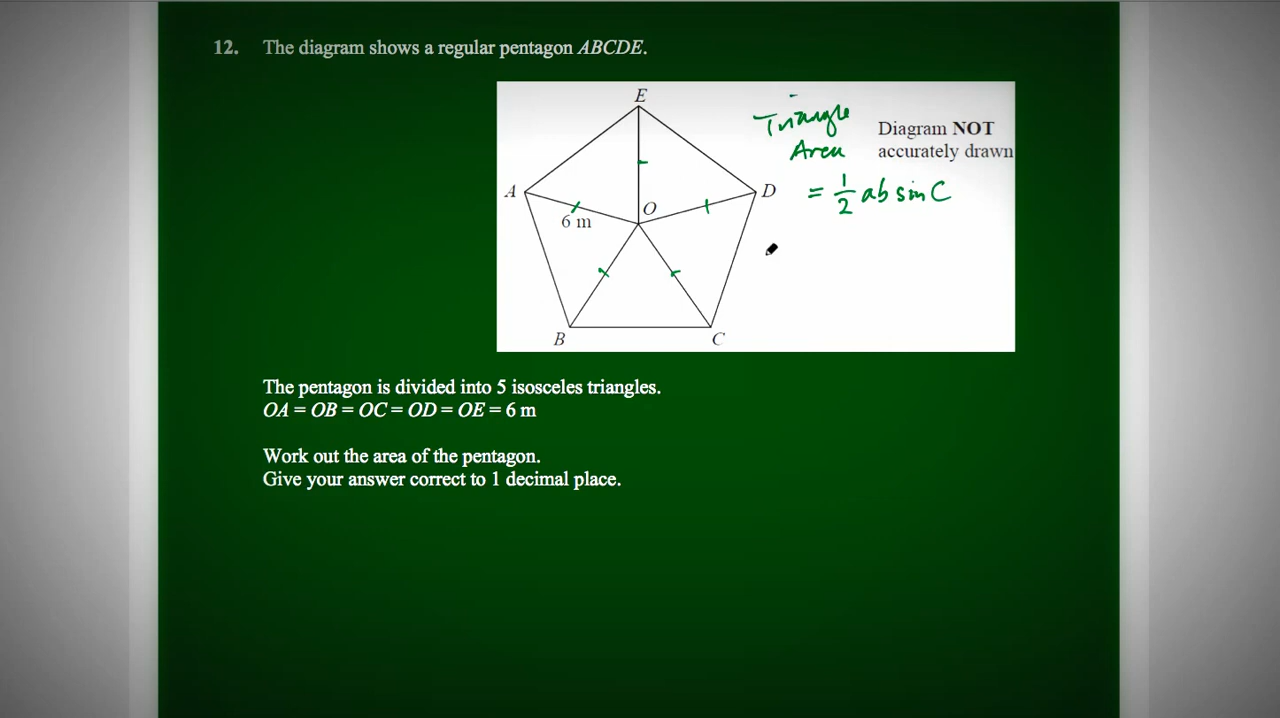 12. The diagram shows a regular pentagon ABCDE.
E
Triangle
Area
Diagram NOT
accurately drawn
A
D
= 1/2 ab sin C
O
6 m
B
C
The pentagon is divided into 5 isosceles triangles.
OA = OB = OC = OD = OE = 6 m
Work out the area of the pentagon.
Give your answer correct to 1 decimal place.